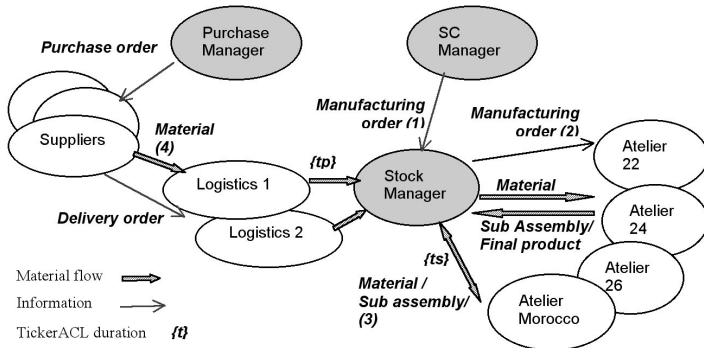 Purchase order
Purchase
Manager
SC
Manager
Suppliers
Material
(4)
Manufacturing
order (1)
Manufacturing
order (2)
Atelier
22
Logistics 1
{tp}
Stock
Manager
Material
Atelier
24
Delivery order
Logistics 2
Sub Assembly/
Final product
{ts}
Atelier
26
Material flow
Material /
Sub assembly/
(3)
Atelier
Morocco
Information
TickerACL duration {t}